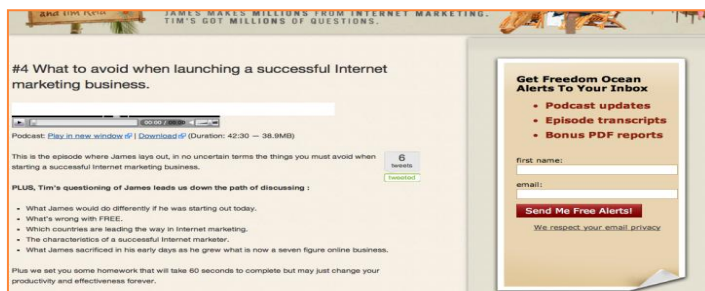 and Tim Reid
JAMES MAKES MILLIONS FROM INTERNET MARKETING.
TIM'S GOT MILLIONS OF QUESTIONS.
#4 What to avoid when launching a successful Internet
marketing business.
00:00 / 00:00
Podcast: Play in new window | Download (Duration: 42:30 — 38.9MB)
This is the episode where James lays out, in no uncertain terms the things you must avoid when
starting a successful Internet marketing business.
6
tweets
tweeted
PLUS, Tim's questioning of James leads us down the path of discussing :
• What James would do differently if he was starting out today.
• What's wrong with FREE.
• Which countries are leading the way in Internet marketing.
• The characteristics of a successful Internet marketer.
• What James sacrificed in his early days as he grew what is now a seven figure online business.
Plus we set you some homework that will take 60 seconds to complete but may just change your
productivity and effectiveness forever.
Get Freedom Ocean
Alerts To Your Inbox
• Podcast updates
• Episode transcripts
• Bonus PDF reports
first name:
email:
Send Me Free Alerts!
We respect your email privacy